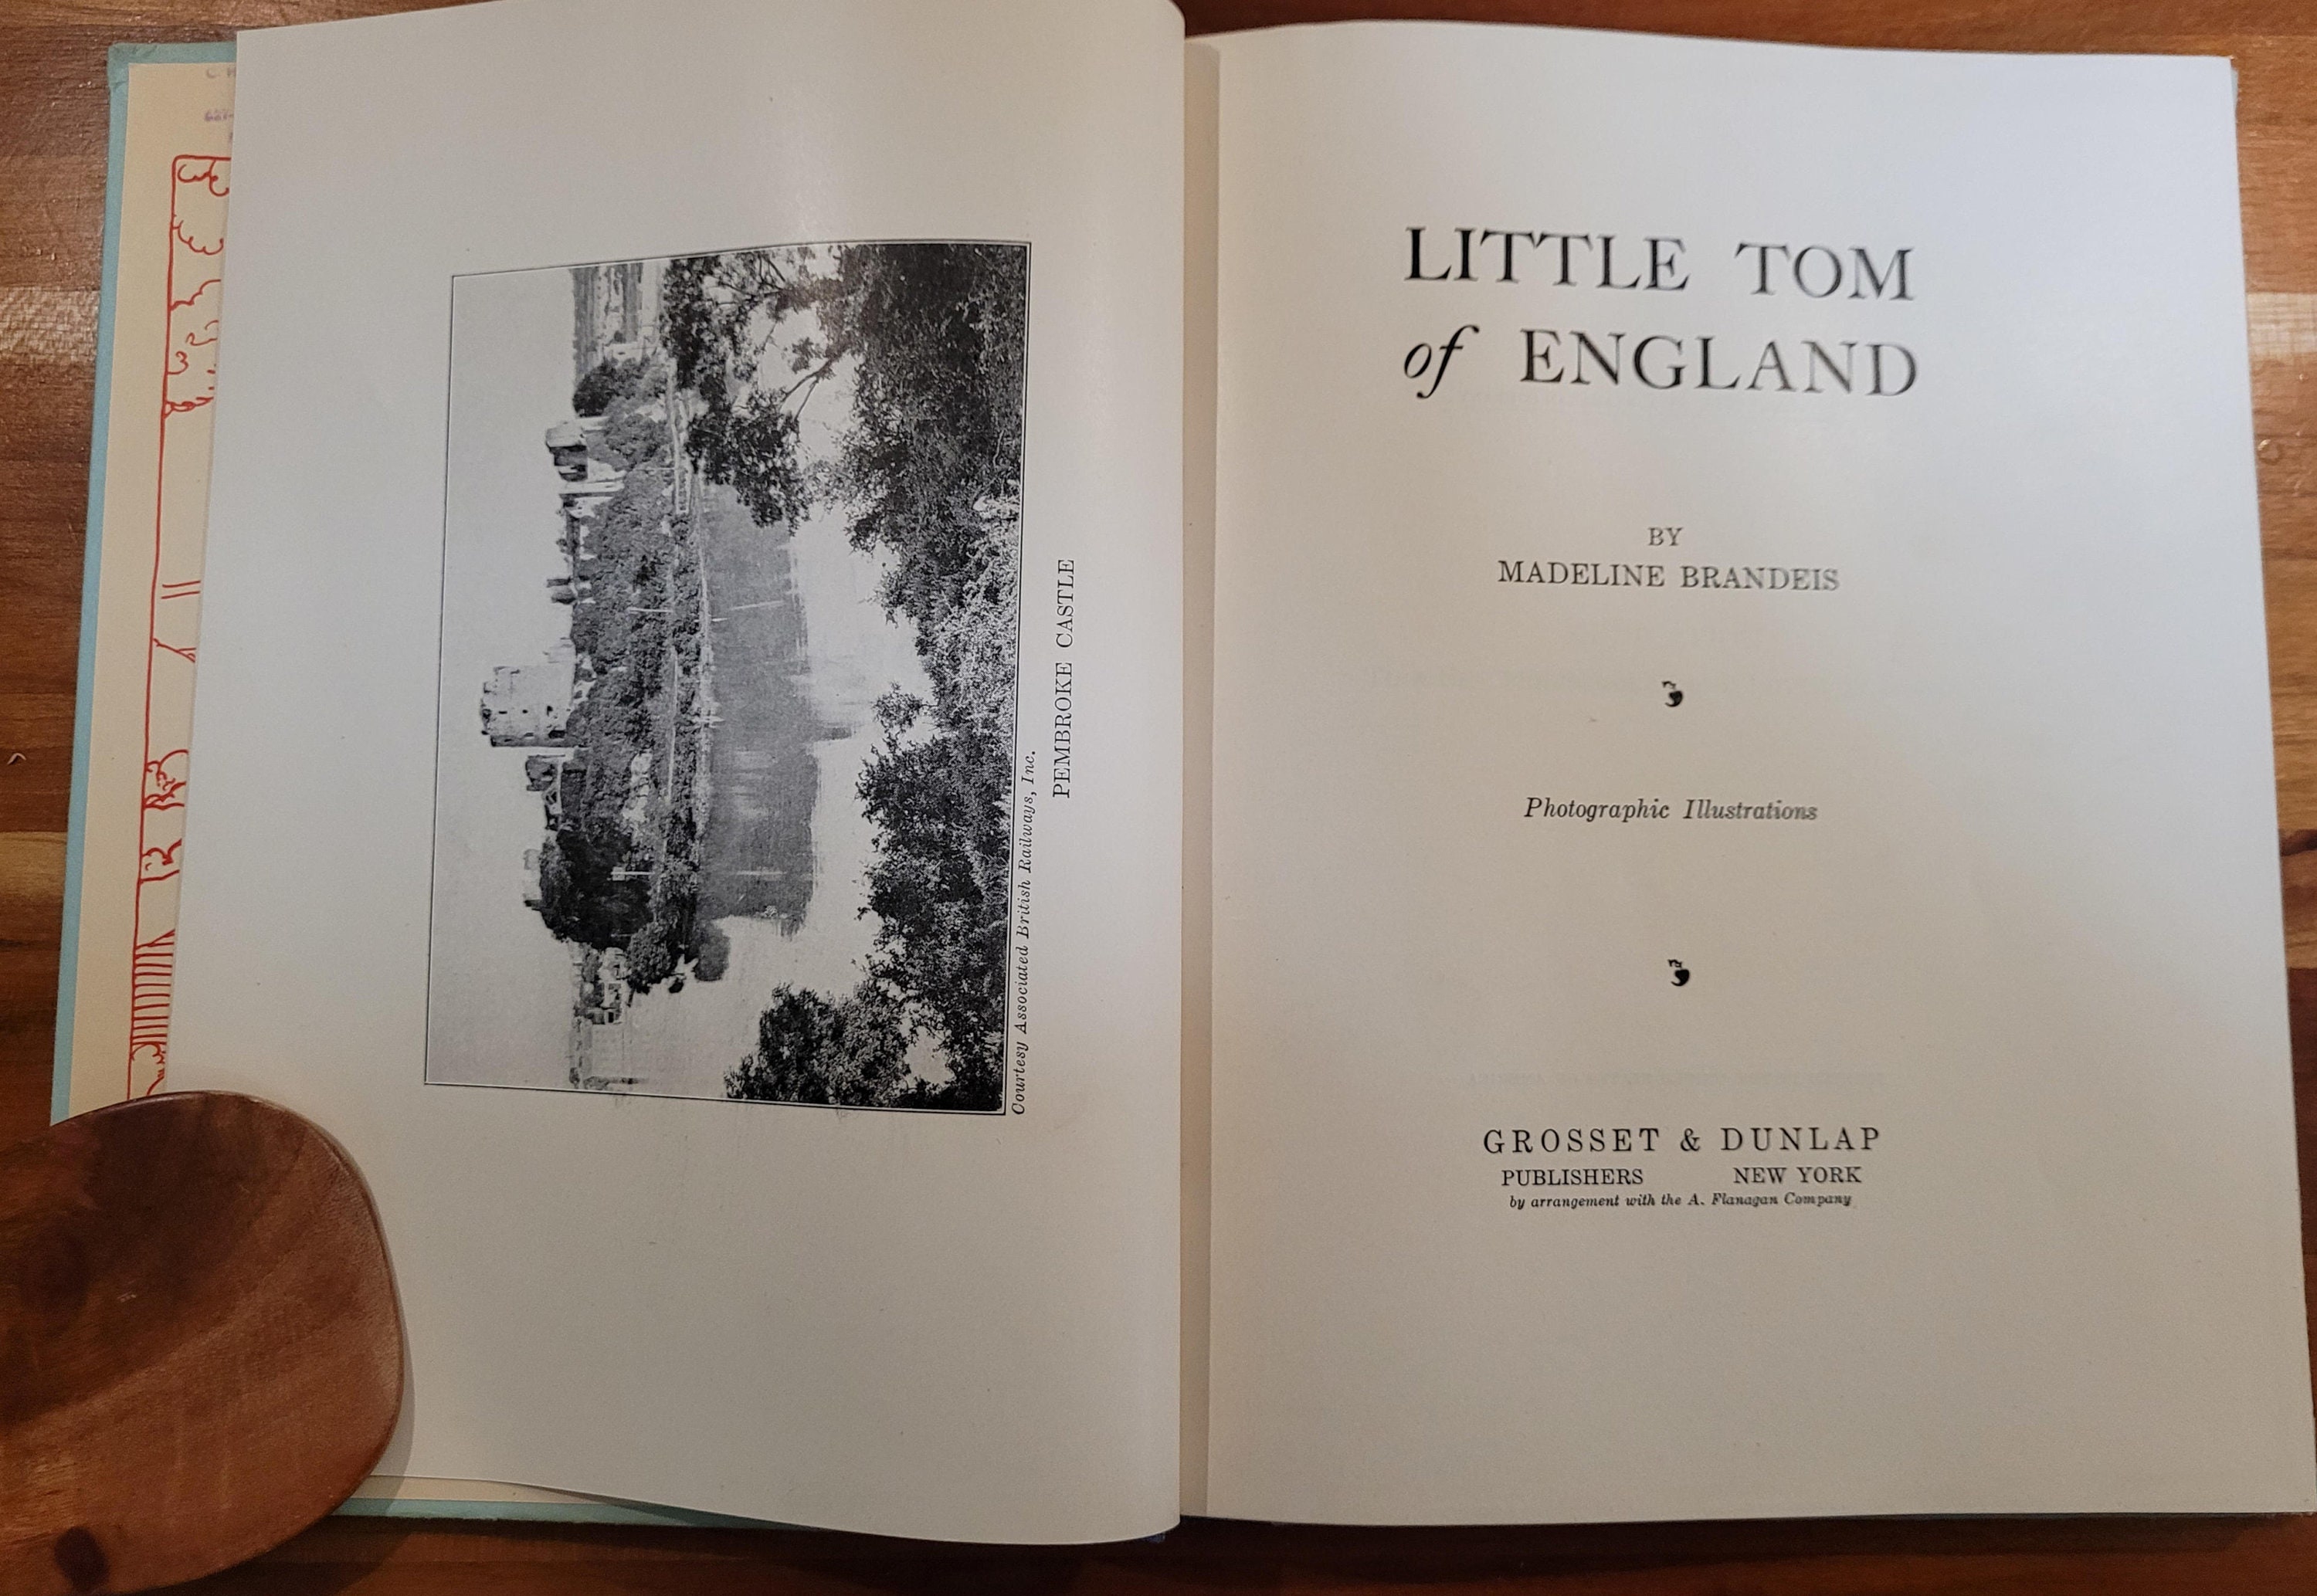 Courtesy Associated British Railways, Inc.
PEMBROKE CASTLE
LITTLE TOM
of ENGLAND
BY
MADELINE BRANDEIS
Photographic Illustrations
GROSSET & DUNLAP
PUBLISHERS NEW YORK
by arrangement with the A. Flanagan Company